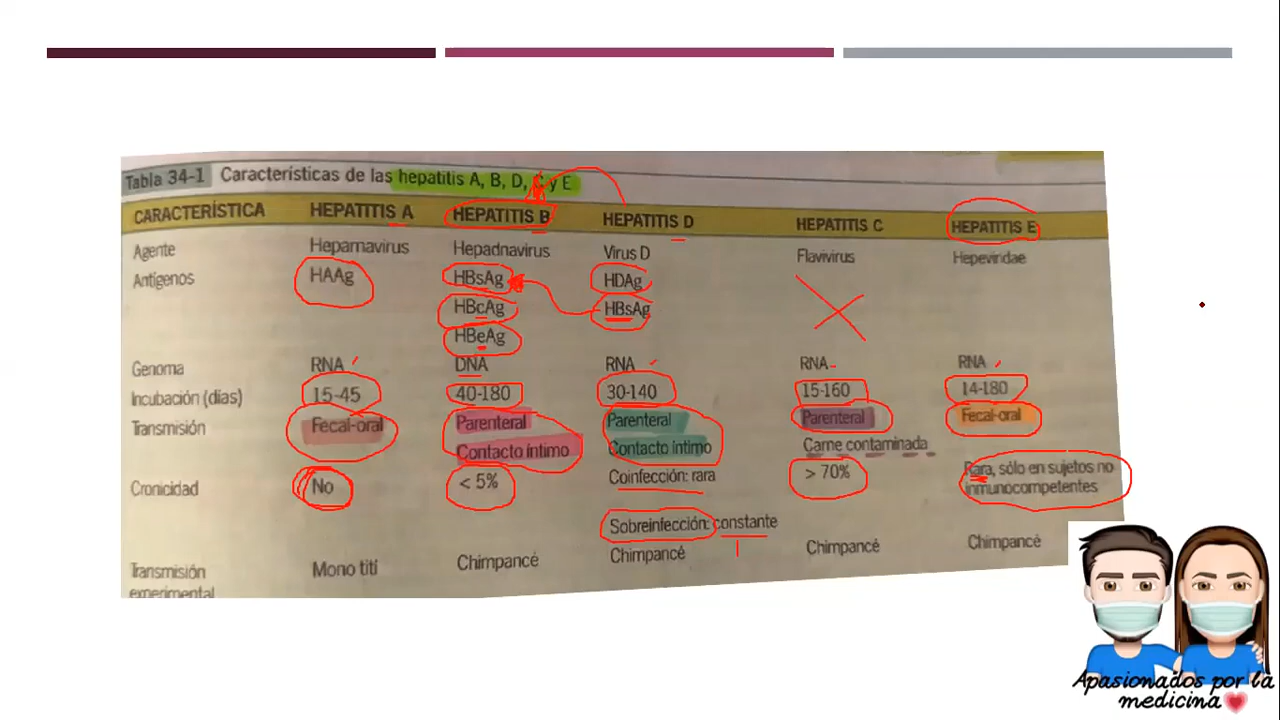 Tabla 34-1 Características de las hepatitis A, B, D, C y E
CARACTERÍSTICA HEPATITIS A HEPATITIS B HEPATITIS D HEPATITIS C HEPATITIS E
Agente Heparnavirus Hepadnavirus Virus D Flavivirus Hepeviridae
Antígenos HAAg HBsAg HDAg
HBcAg HBsAg
HBeAg
Genoma RNA DNA RNA RNA RNA
Incubación (días) 15-45 40-180 30-140 15-160 14-180
Transmisión Fecal-oral Parenteral Parenteral Parenteral Fecal-oral
Contacto íntimo Contacto íntimo Carne contaminada
Cronicidad No < 5% Coinfección: rara > 70% Rara, sólo en sujetos no
inmunocompetentes
Sobreinfección: constante
Transmisión Mono tití Chimpancé Chimpancé Chimpancé Chimpancé
experimental
Apasionados por la
medicina